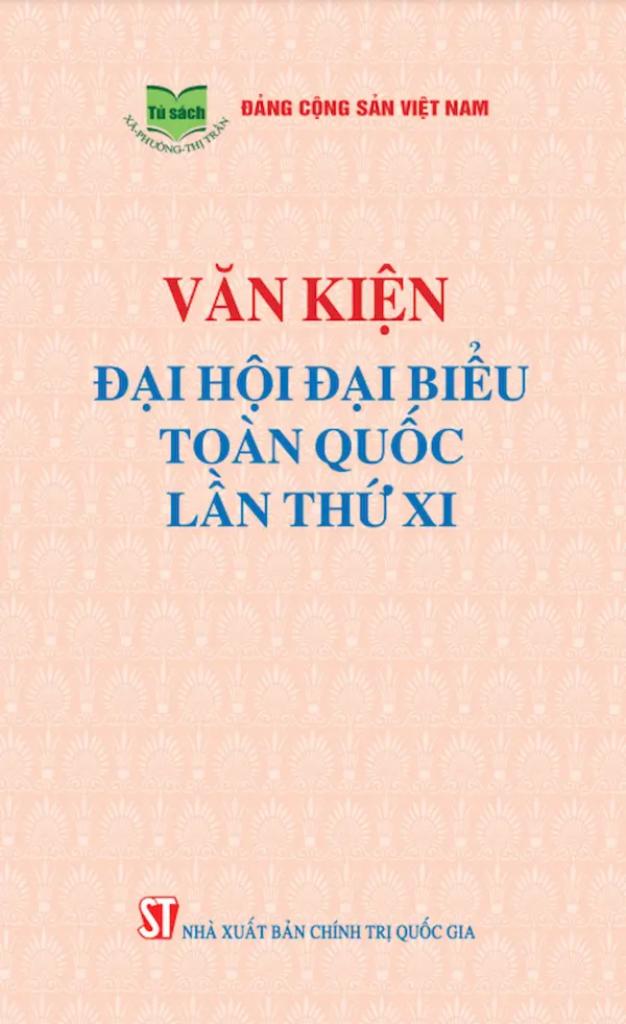 Tủ sách
XÃ-PHƯỜNG-THỊ TRẤN
ĐẢNG CỘNG SẢN VIỆT NAM
VĂN KIỆN
ĐẠI HỘI ĐẠI BIỂU
TOÀN QUỐC
LẦN THỨ XI
ST
NHÀ XUẤT BẢN CHÍNH TRỊ QUỐC GIA